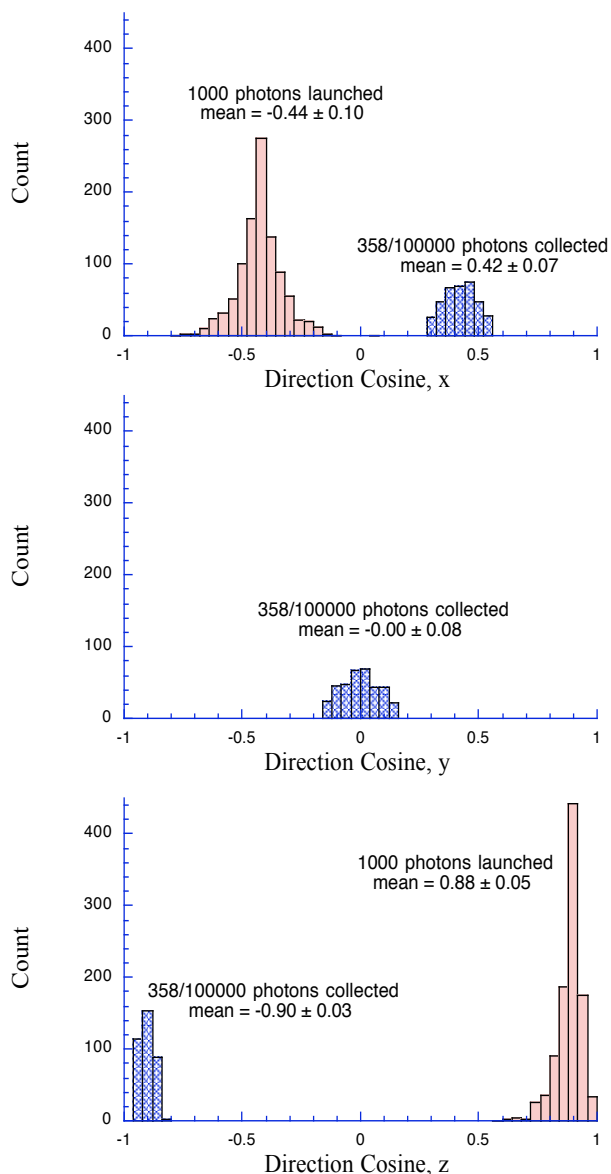 400
300
200
100
0
Count
1000 photons launched
mean = -0.44 ± 0.10
358/100000 photons collected
mean = 0.42 ± 0.07
-1
-0.5
0
0.5
1
Direction Cosine, x
400
300
200
100
0
Count
358/100000 photons collected
mean = -0.00 ± 0.08
-1
-0.5
0
0.5
1
Direction Cosine, y
400
300
200
100
0
Count
1000 photons launched
mean = 0.88 ± 0.05
358/100000 photons collected
mean = -0.90 ± 0.03
-1
-0.5
0
0.5
1
Direction Cosine, z